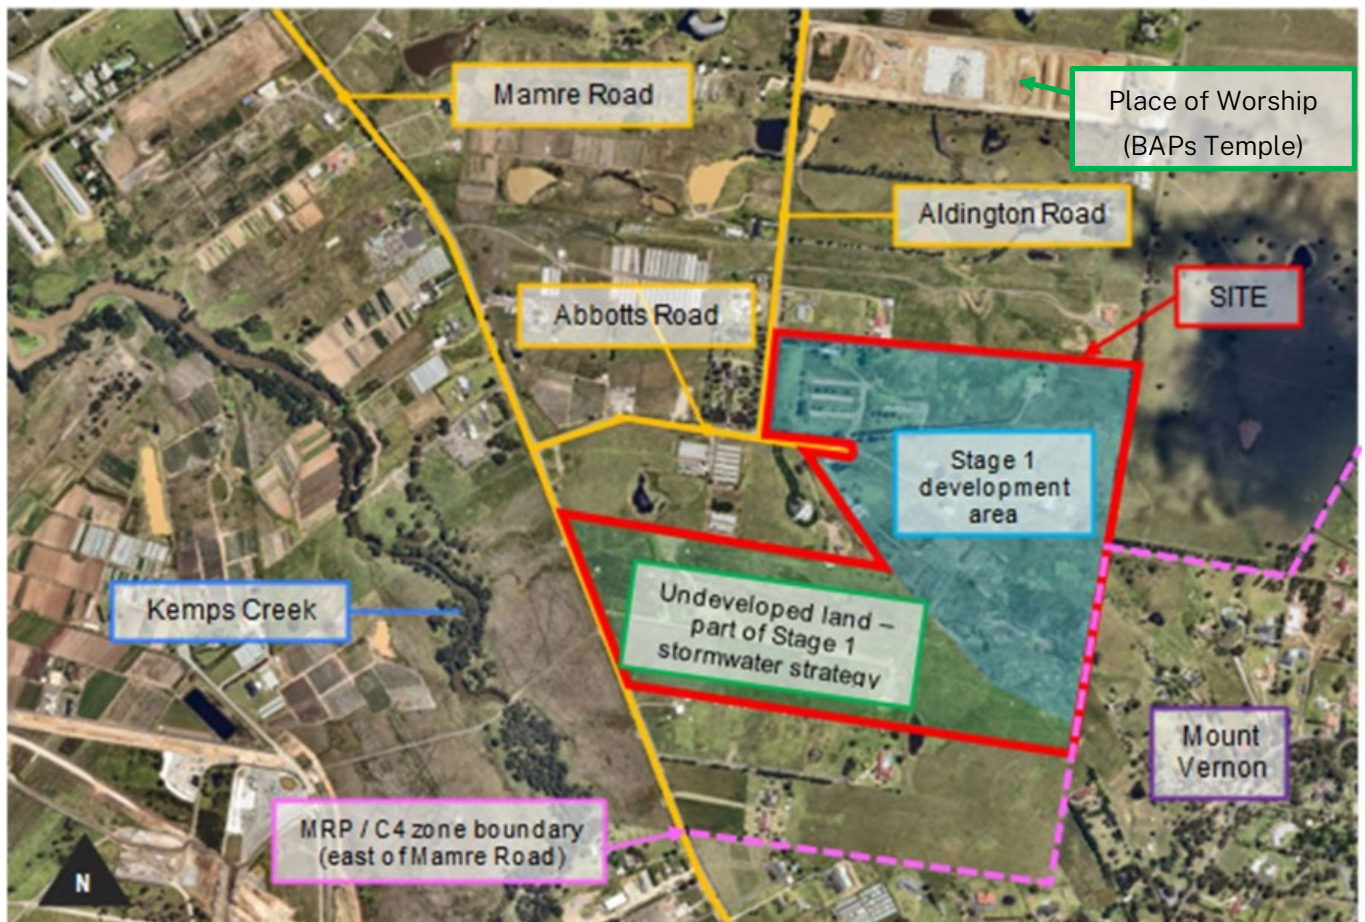 Mamre Road
Place of Worship
(BAPs Temple)
Aldington Road
SITE
Abbotts Road
Stage 1
development
area
Undeveloped land –
part of Stage 1
stormwater strategy
Kemps Creek
Mount
Vernon
MRP / C4 zone boundary
(east of Mamre Road)
N